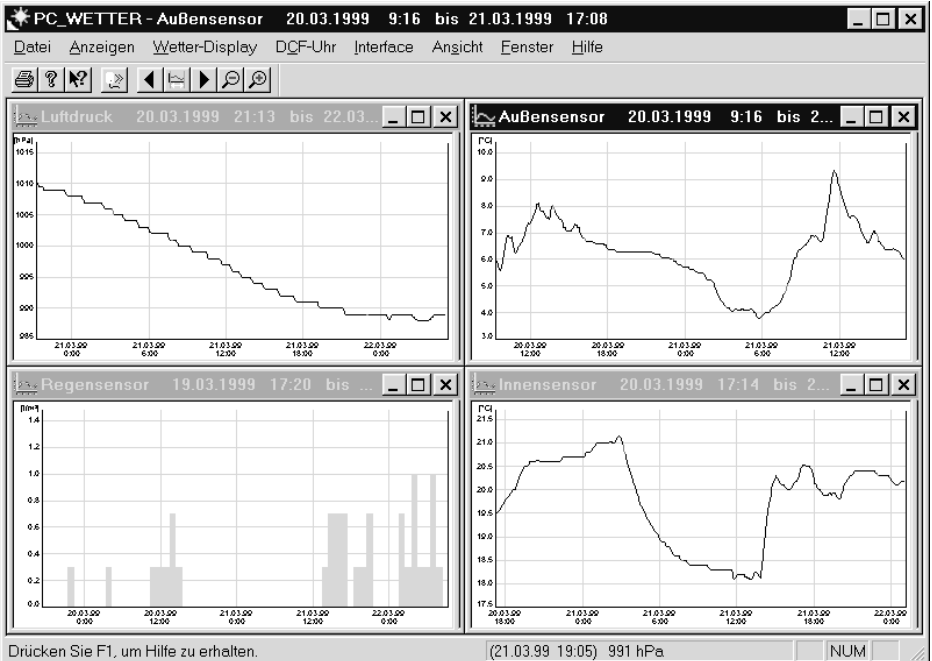 PC_WETTER - Außensensor 20.03.1999 9:16 bis 21.03.1999 17:08
Datei Anzeigen Wetter-Display DCF-Uhr Interface Ansicht Fenster Hilfe
Luftdruck 20.03.1999 21:13 bis 22.03...
[hPa]
1015
1010
1005
1000
995
990
985
21.03.99 21.03.99 21.03.99 21.03.99 22.03.99
0:00 6:00 12:00 18:00 0:00
Außensensor 20.03.1999 9:16 bis 2...
[°C]
10.0
9.0
8.0
7.0
6.0
5.0
4.0
3.0
20.03.99 20.03.99 21.03.99 21.03.99 21.03.99
12:00 18:00 0:00 6:00 12:00
Regensensor 19.03.1999 17:20 bis ...
1.4
1.2
1.0
0.8
0.6
0.4
0.2
0.0
20.03.99 20.03.99 21.03.99 21.03.99 22.03.99
0:00 12:00 0:00 12:00 0:00
Innensensor 20.03.1999 17:14 bis 2...
[°C]
21.5
21.0
20.5
20.0
19.5
19.0
18.5
18.0
17.5
20.03.99 21.03.99 21.03.99 21.03.99 21.03.99 22.03.99
18:00 0:00 6:00 12:00 18:00 0:00
Drücken Sie F1, um Hilfe zu erhalten. (21.03.99 19:05) 991 hPa NUM